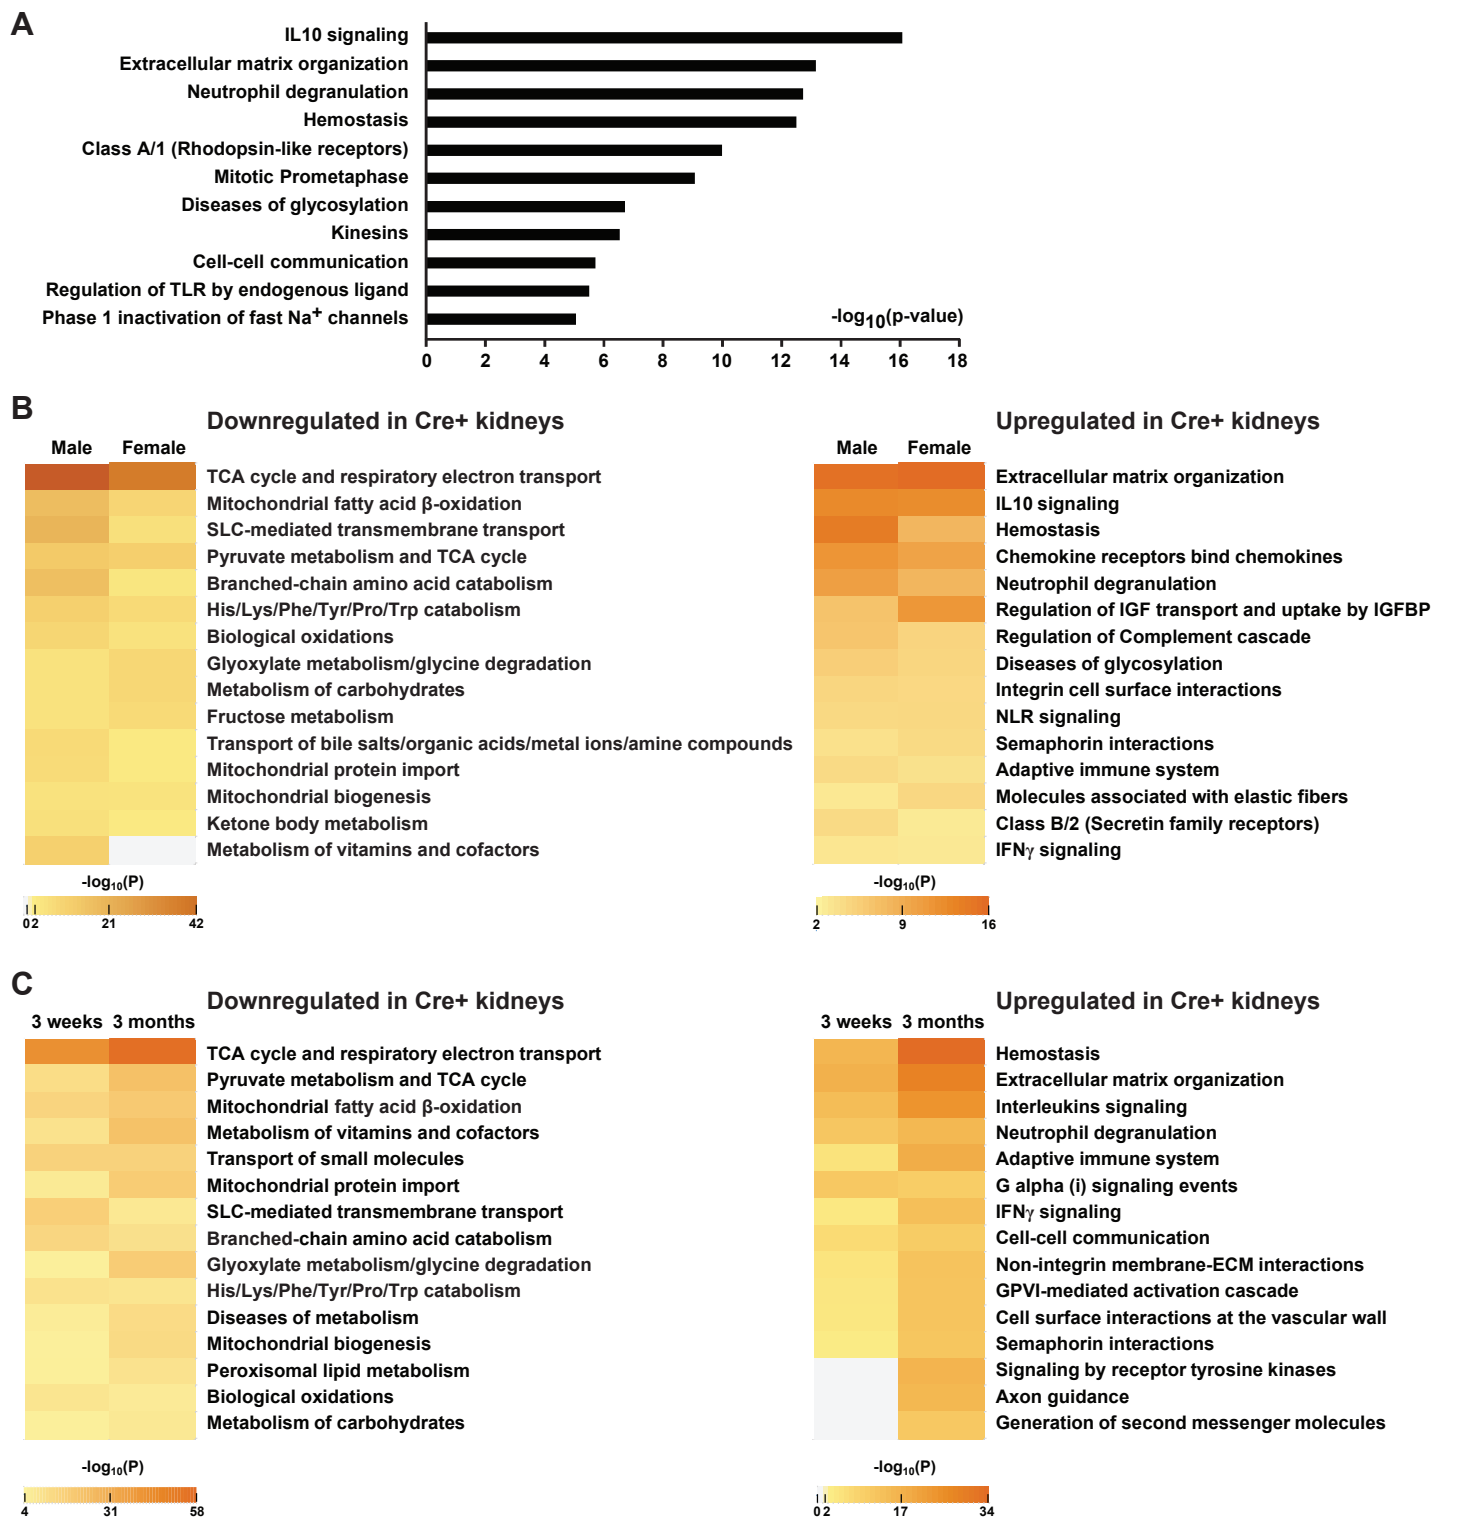 A
IL10 signaling
Extracellular matrix organization
Neutrophil degranulation
Hemostasis
Class A/1 (Rhodopsin-like receptors)
Mitotic Prometaphase
Diseases of glycosylation
Kinesins
Cell-cell communication
Regulation of TLR by endogenous ligand
Phase 1 inactivation of fast Na+ channels
-log10(p-value)
0 2 4 6 8 10 12 14 16 18
B
Downregulated in Cre+ kidneys
Male Female
TCA cycle and respiratory electron transport
Mitochondrial fatty acid β-oxidation
SLC-mediated transmembrane transport
Pyruvate metabolism and TCA cycle
Branched-chain amino acid catabolism
His/Lys/Phe/Tyr/Pro/Trp catabolism
Biological oxidations
Glyoxylate metabolism/glycine degradation
Metabolism of carbohydrates
Fructose metabolism
Transport of bile salts/organic acids/metal ions/amine compounds
Mitochondrial protein import
Mitochondrial biogenesis
Ketone body metabolism
Metabolism of vitamins and cofactors
-log10(P)
0 2 21 42
Upregulated in Cre+ kidneys
Male Female
Extracellular matrix organization
IL10 signaling
Hemostasis
Chemokine receptors bind chemokines
Neutrophil degranulation
Regulation of IGF transport and uptake by IGFBP
Regulation of Complement cascade
Diseases of glycosylation
Integrin cell surface interactions
NLR signaling
Semaphorin interactions
Adaptive immune system
Molecules associated with elastic fibers
Class B/2 (Secretin family receptors)
IFNγ signaling
-log10(P)
2 9 16
C
Downregulated in Cre+ kidneys
3 weeks 3 months
TCA cycle and respiratory electron transport
Pyruvate metabolism and TCA cycle
Mitochondrial fatty acid β-oxidation
Metabolism of vitamins and cofactors
Transport of small molecules
Mitochondrial protein import
SLC-mediated transmembrane transport
Branched-chain amino acid catabolism
Glyoxylate metabolism/glycine degradation
His/Lys/Phe/Tyr/Pro/Trp catabolism
Diseases of metabolism
Mitochondrial biogenesis
Peroxisomal lipid metabolism
Biological oxidations
Metabolism of carbohydrates
-log10(P)
4 31 58
Upregulated in Cre+ kidneys
3 weeks 3 months
Hemostasis
Extracellular matrix organization
Interleukins signaling
Neutrophil degranulation
Adaptive immune system
G alpha (i) signaling events
IFNγ signaling
Cell-cell communication
Non-integrin membrane-ECM interactions
GPVI-mediated activation cascade
Cell surface interactions at the vascular wall
Semaphorin interactions
Signaling by receptor tyrosine kinases
Axon guidance
Generation of second messenger molecules
-log10(P)
0 2 17 34